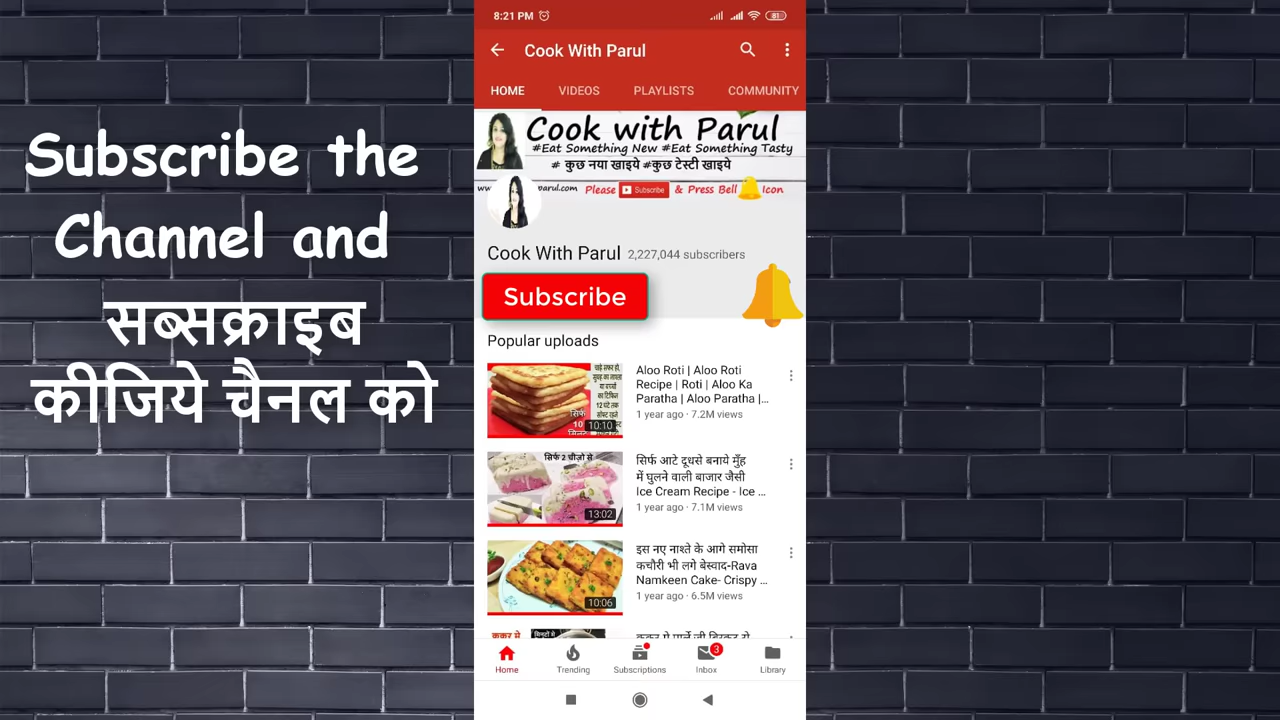 Subscribe the
Channel and
सब्सक्राइब
कीजिये चैनल को
8:21 PM
81
Cook With Parul
HOME VIDEOS PLAYLISTS COMMUNITY
Cook with Parul
#Eat Something New #Eat Something Tasty
# कुछ नया खाइये #कुछ टेस्टी खाइये
Please Subscribe & Press Bell Icon
Cook With Parul 2,227,044 subscribers
Subscribe
Popular uploads
Aloo Roti | Aloo Roti
Recipe | Roti | Aloo Ka
Paratha | Aloo Paratha |...
1 year ago · 7.2M views
सिर्फ
10
10:10
सिर्फ आटे दूधसे बनाये मुँह
में घुलने वाली बाजार जैसी
Ice Cream Recipe - Ice ...
1 year ago · 7.1M views
सिर्फ 2 चीज़ो से
13:02
इस नए नाश्ते के आगे समोसा
कचौरी भी लगे बेस्वाद-Rava
Namkeen Cake- Crispy ...
1 year ago · 6.5M views
10:06
Home Trending Subscriptions Inbox Library
3